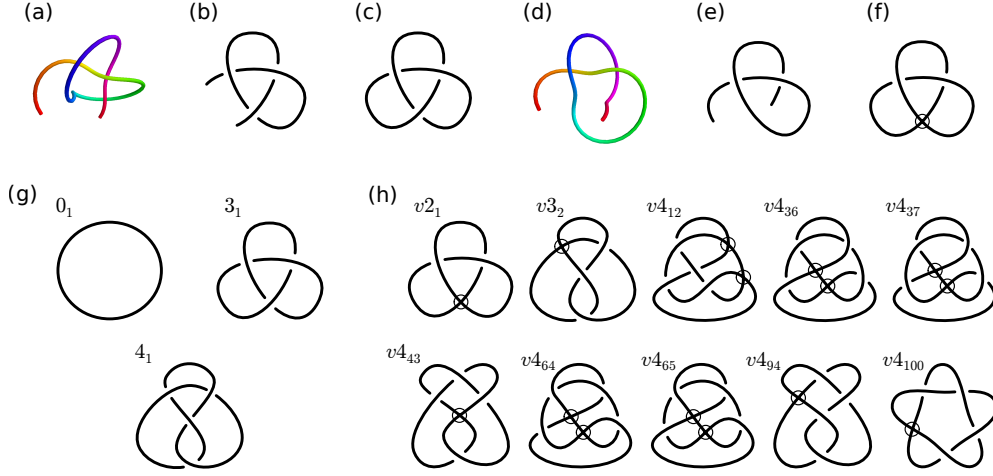 (a) (b) (c) (d) (e) (f)
(g) (h)
0₁ 3₁ v2₁ v3₂ v4₁₂ v4₃₆ v4₃₇
4₁ v4₄₃ v4₆₄ v4₆₅ v4₉₄ v4₁₀₀